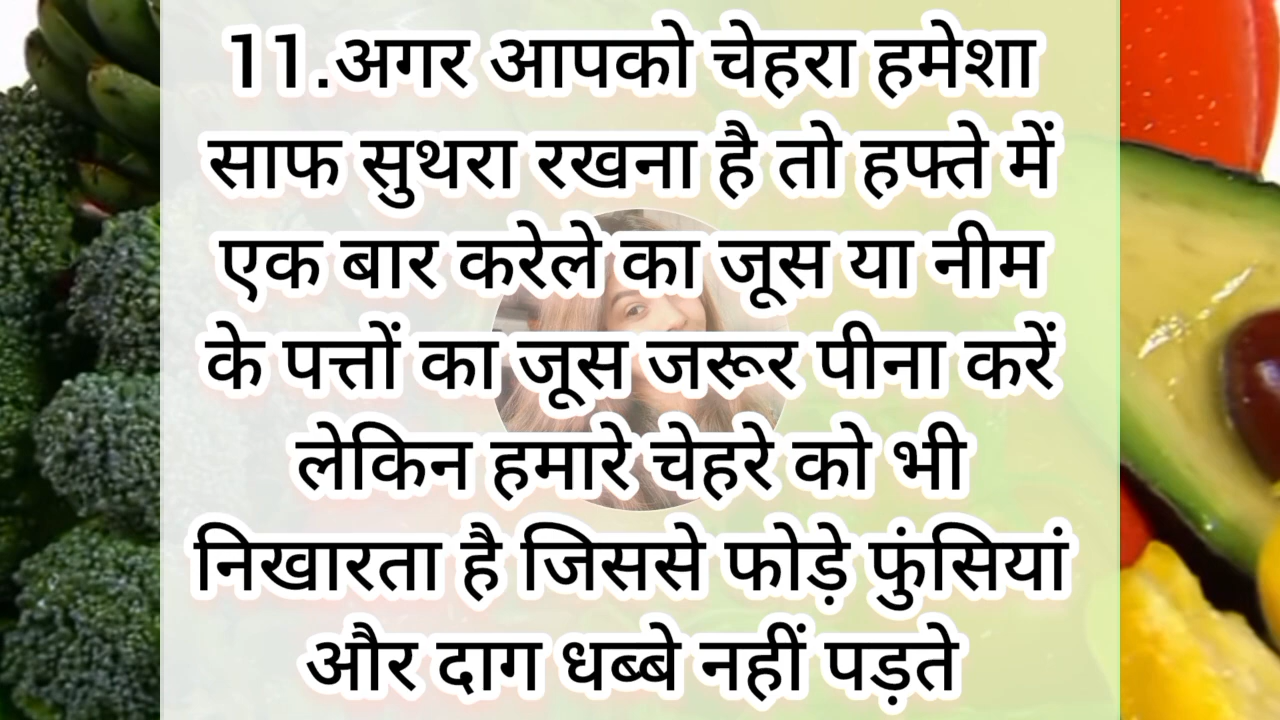 11.अगर आपको चेहरा हमेशा
साफ सुथरा रखना है तो हफ्ते में
एक बार करेले का जूस या नीम
के पत्तों का जूस जरूर पीना करें
लेकिन हमारे चेहरे को भी
निखारता है जिससे फोड़े फुंसियां
और दाग धब्बे नहीं पड़ते